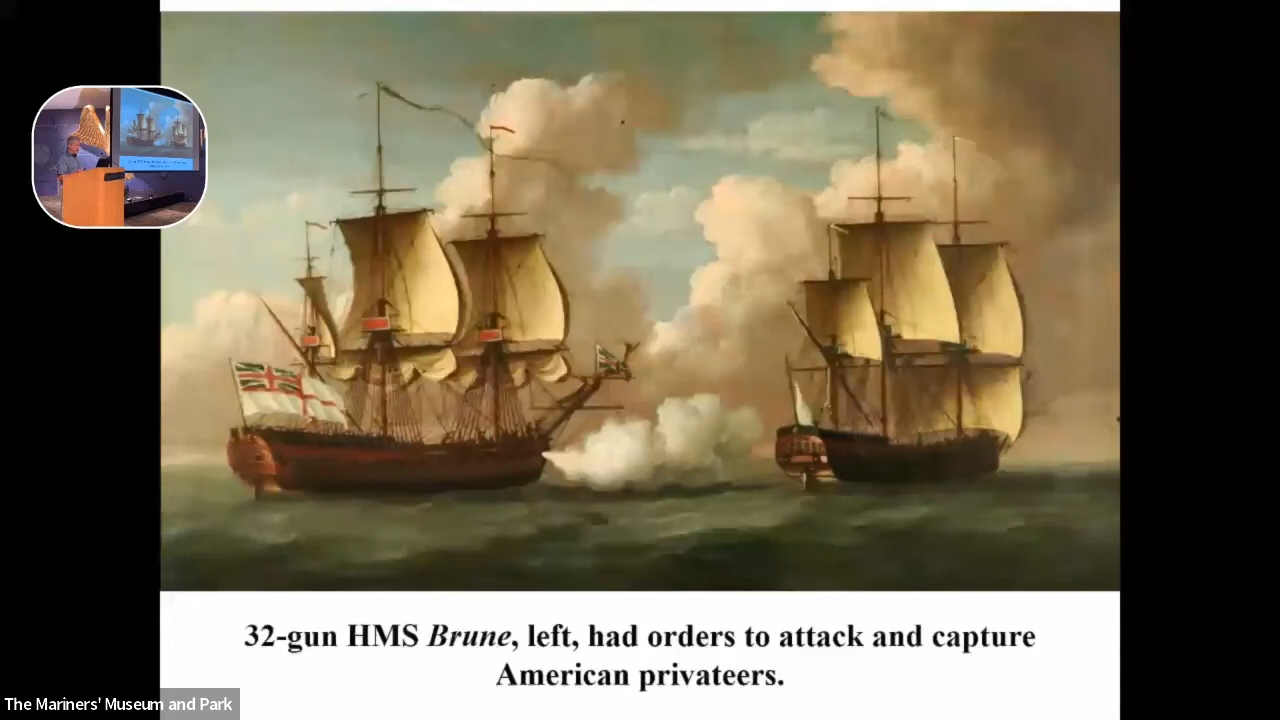 32-gun HMS Brune, left, had orders to attack and capture
American privateers.
The Mariners' Museum and Park